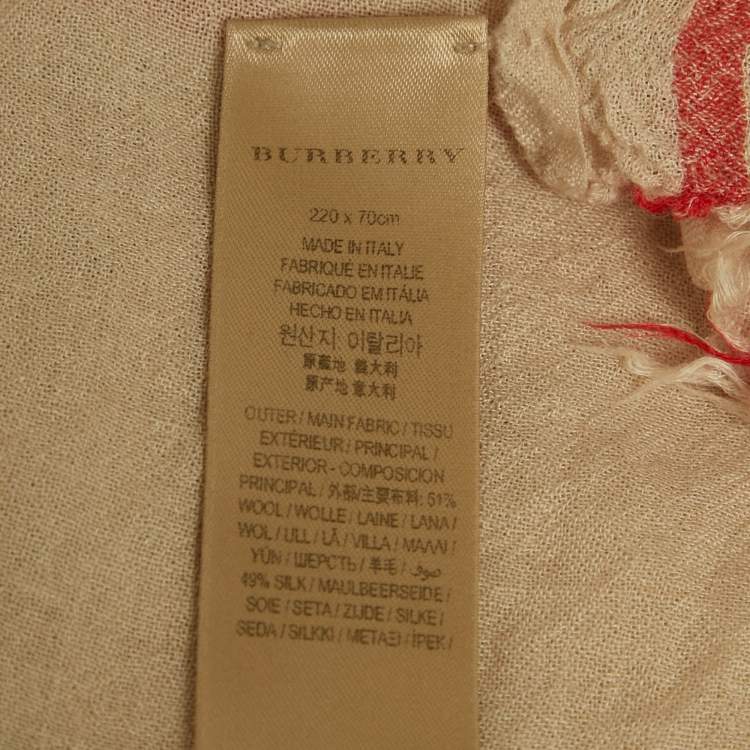 BURBERRY
220 x 70cm
MADE IN ITALY
FABRIQUÉ EN ITALIE
FABRICADO EM ITÁLIA
HECHO EN ITALIA
원산지 이탈리아
原產地 義大利
原产地 意大利
OUTER / MAIN FABRIC / TISSU
EXTÉRIEUR / PRINCIPAL /
EXTERIOR - COMPOSICION
PRINCIPAL / 外部/主要布料: 51%
WOOL / WOLLE / LAINE / LANA /
WOL / ULL / LÃ / VILLA / ΜΑΛΛΙ /
YÜN / ШЕРСТЬ / 羊毛 / صوف /
49% SILK / MAULBEERSEIDE /
SOIE / SETA / ZIJDE / SILKE /
SEDA / SILKKI / ΜΕΤΑΞΙ / İPEK /